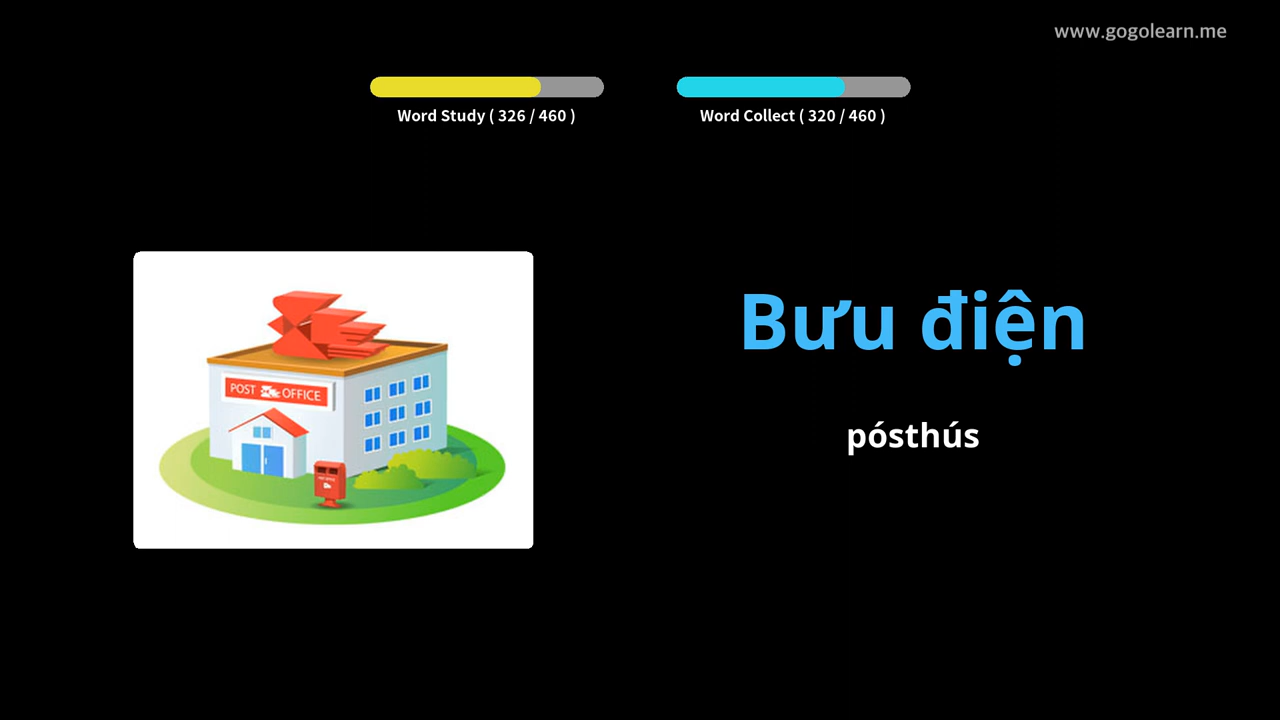 www.gogolearn.me
Word Study ( 326 / 460 )
Word Collect ( 320 / 460 )
POST OFFICE
Bưu điện
pósthús